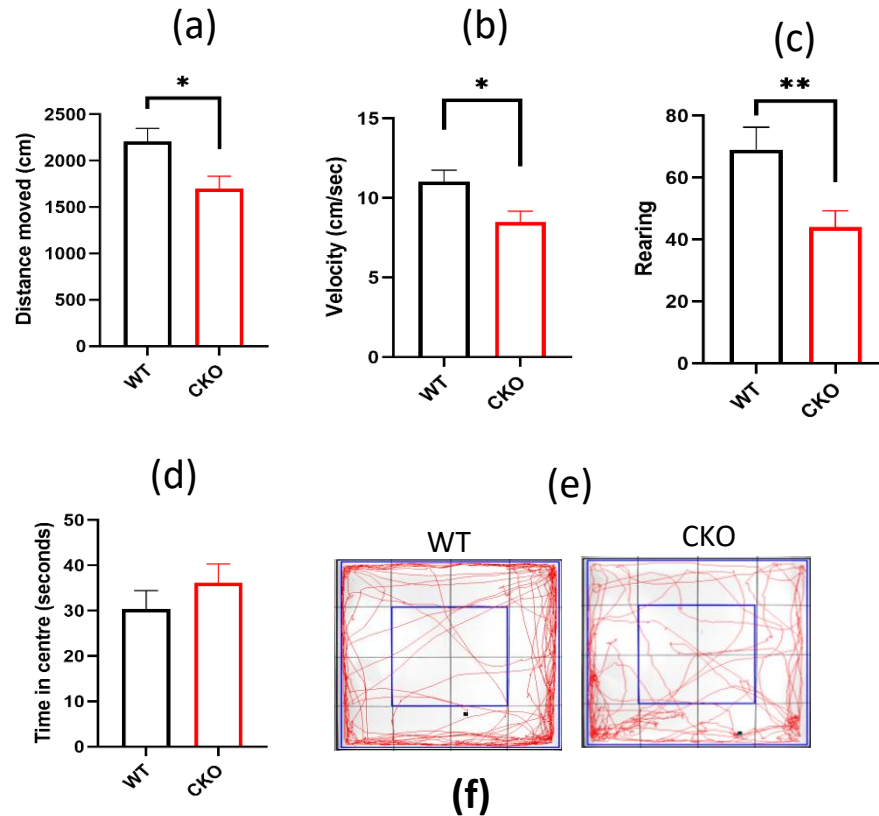 (a)
*
Distance moved (cm)
2500
2000
1500
1000
500
0
WT
CKO
(b)
*
Velocity (cm/sec)
15
10
5
0
WT
CKO
(c)
**
Rearing
80
60
40
20
0
WT
CKO
(d)
Time in centre (seconds)
50
40
30
20
10
0
WT
CKO
(e)
WT
CKO
(f)